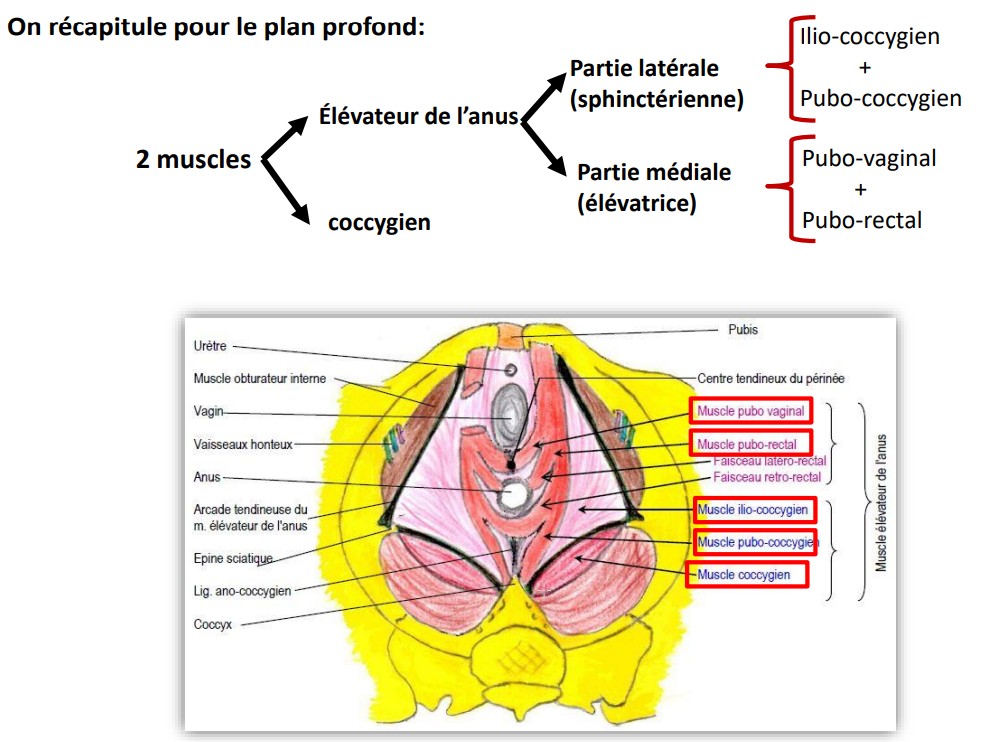 On récapitule pour le plan profond:
Ilio-coccygien
+
Pubo-coccygien
Partie latérale
(sphinctérienne)
Élévateur de l'anus
2 muscles
Partie médiale
(élévatrice)
Pubo-vaginal
+
Pubo-rectal
coccygien
Urètre
Muscle obturateur interne
Vagin
Vaisseaux honteux
Anus
Arcade tendineuse du
m. élévateur de l'anus
Epine sciatique
Lig. ano-coccygien
Coccyx
Pubis
Centre tendineux du périnée
Muscle pubo vaginal
Muscle pubo-rectal
Faisceau latéro-rectal
Faisceau retro-rectal
Muscle ilio-coccygien
Muscle pubo-coccygien
Muscle coccygien
Muscle élévateur de l'anus